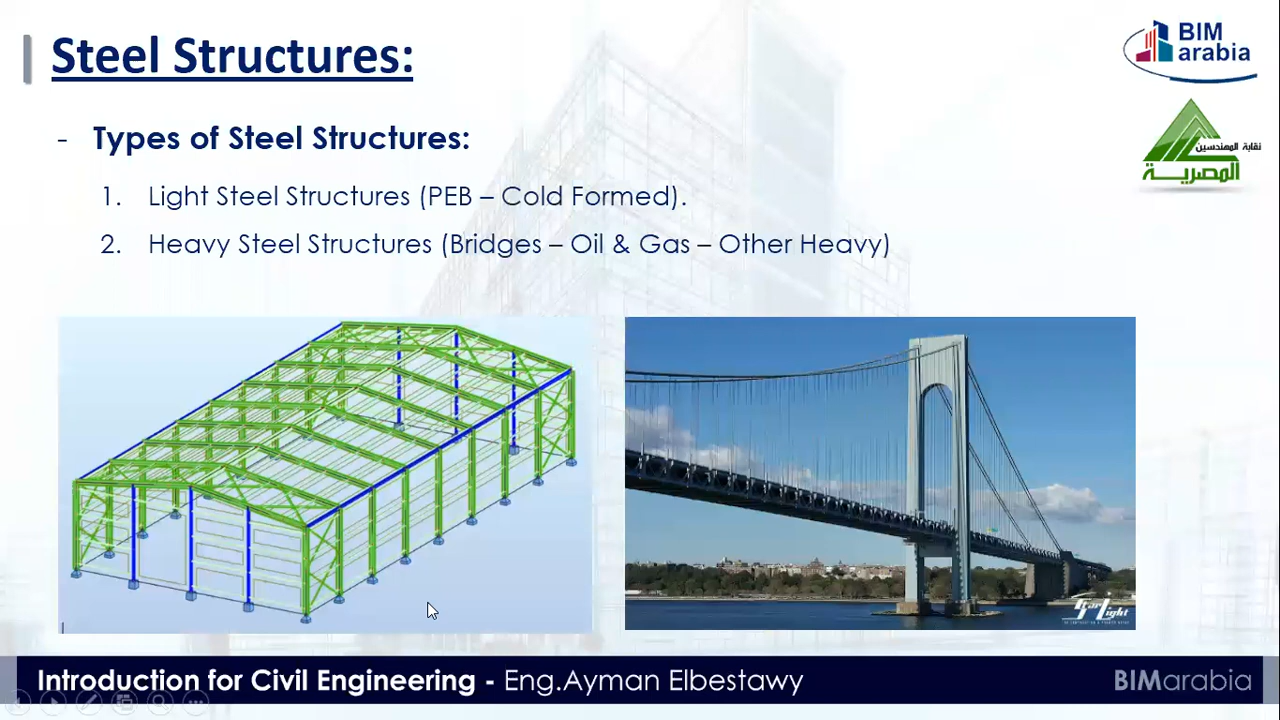 Steel Structures:
BIM
arabia
- Types of Steel Structures:
نقابة المهندسين
المصرية
1. Light Steel Structures (PEB – Cold Formed).
2. Heavy Steel Structures (Bridges – Oil & Gas – Other Heavy)
Introduction for Civil Engineering - Eng.Ayman Elbestawy
BIMarabia